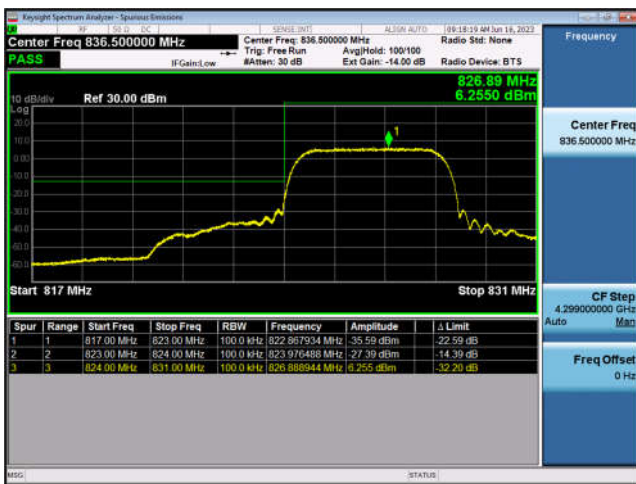 Keysight Spectrum Analyzer - Spurious Emissions
RF 50 Ω DC SENSE:INT ALIGN AUTO 09:18:19 AM Jun 16, 2023
Center Freq 836.500000 MHz Center Freq: 836.500000 MHz Radio Std: None
PASS Trig: Free Run Avg|Hold: 100/100
IFGain:Low #Atten: 30 dB Ext Gain: -14.00 dB Radio Device: BTS
826.89 MHz
10 dB/div Ref 30.00 dBm 6.2550 dBm
Log
20.0
10.0
0.00
-10.0
-30.0
-40.0
-60.0
1
Start 817 MHz Stop 831 MHz
Spur Range Start Freq Stop Freq RBW Frequency Amplitude Δ Limit
1 1 817.00 MHz 823.00 MHz 100.0 kHz 822.867934 MHz -35.59 dBm -22.59 dB
2 2 823.00 MHz 824.00 MHz 100.0 kHz 823.976488 MHz -27.39 dBm -14.39 dB
3 3 824.00 MHz 831.00 MHz 100.0 kHz 826.888944 MHz 6.255 dBm -32.20 dB
Frequency
Center Freq
836.500000 MHz
CF Step
4.299000000 GHz
Auto Man
Freq Offset
0 Hz
MSG STATUS